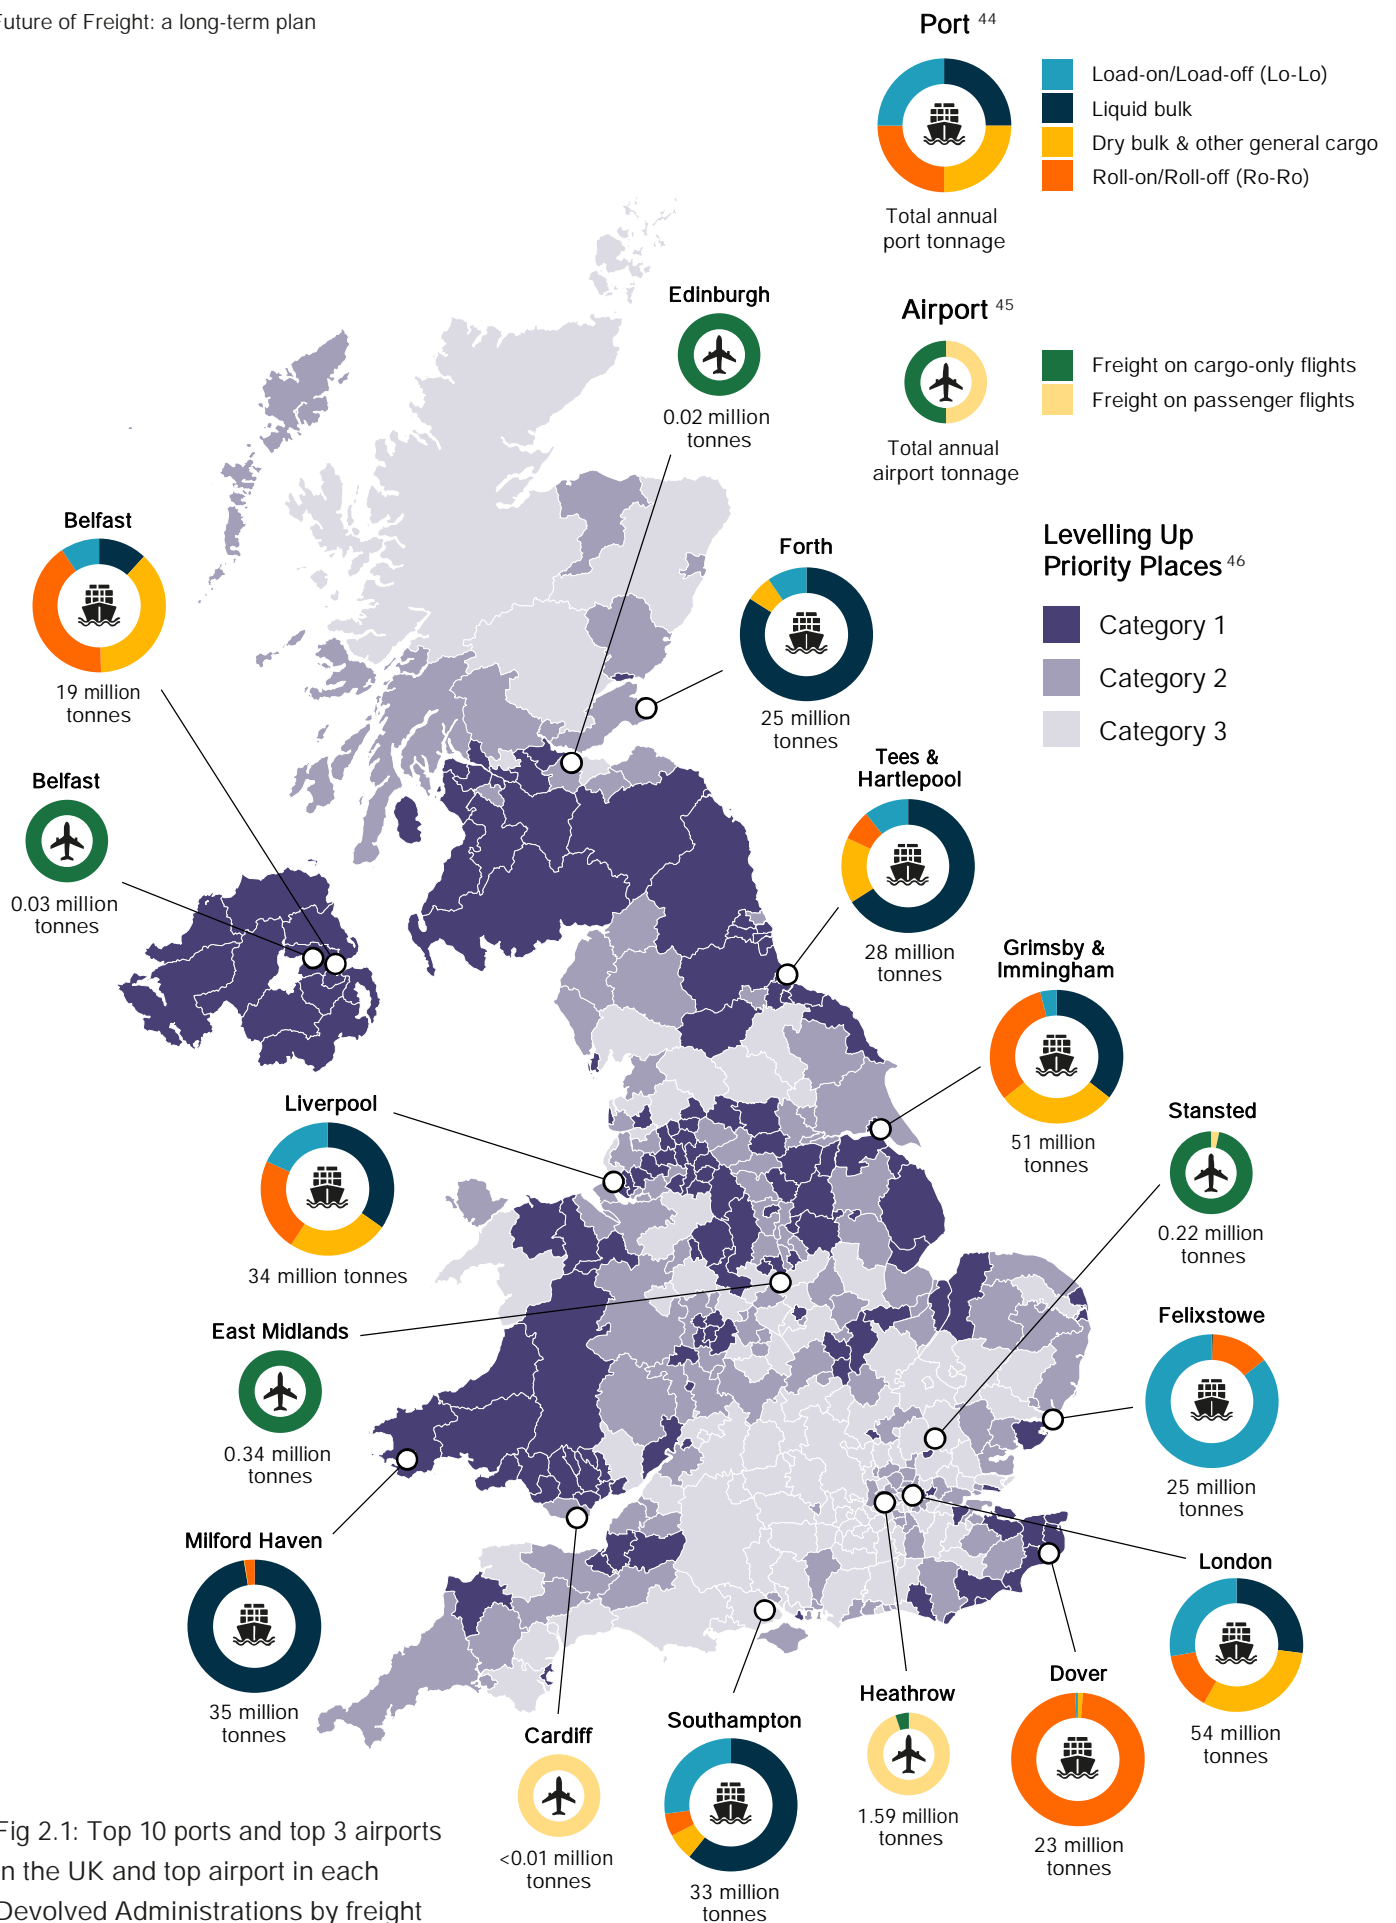 Future of Freight: a long-term plan
Port 44
Load-on/Load-off (Lo-Lo)
Liquid bulk
Dry bulk & other general cargo
Roll-on/Roll-off (Ro-Ro)
Total annual
port tonnage
Airport 45
Freight on cargo-only flights
Freight on passenger flights
Total annual
airport tonnage
Levelling Up
Priority Places 46
Category 1
Category 2
Category 3
Edinburgh
0.02 million
tonnes
Belfast
19 million
tonnes
Forth
25 million
tonnes
Belfast
0.03 million
tonnes
Tees &
Hartlepool
28 million
tonnes
Grimsby &
Immingham
51 million
tonnes
Liverpool
34 million tonnes
Stansted
0.22 million
tonnes
East Midlands
0.34 million
tonnes
Felixstowe
25 million
tonnes
Milford Haven
35 million
tonnes
London
54 million
tonnes
Cardiff
<0.01 million
tonnes
Southampton
33 million
tonnes
Heathrow
1.59 million
tonnes
Dover
23 million
tonnes
Fig 2.1: Top 10 ports and top 3 airports
in the UK and top airport in each
Devolved Administrations by freight